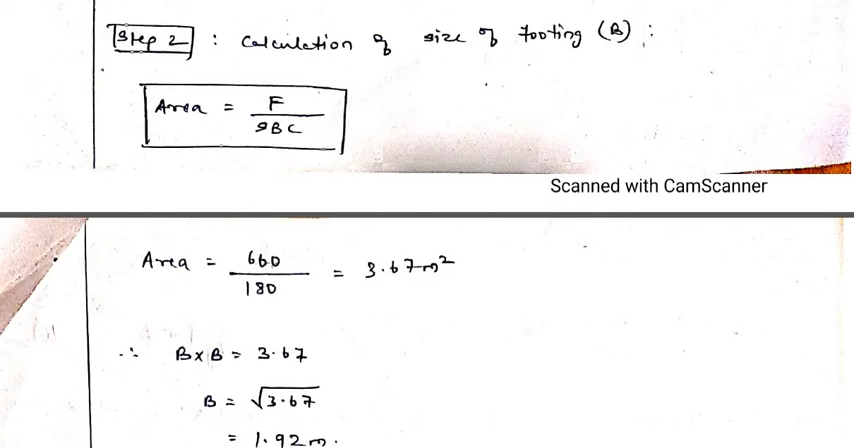 Step 2 : Calculation of size of footing (B) :
Area = F / SBC
Scanned with CamScanner
Area = 660 / 180 = 3.67m²
∴ B x B = 3.67
B = √3.67
= 1.92m.